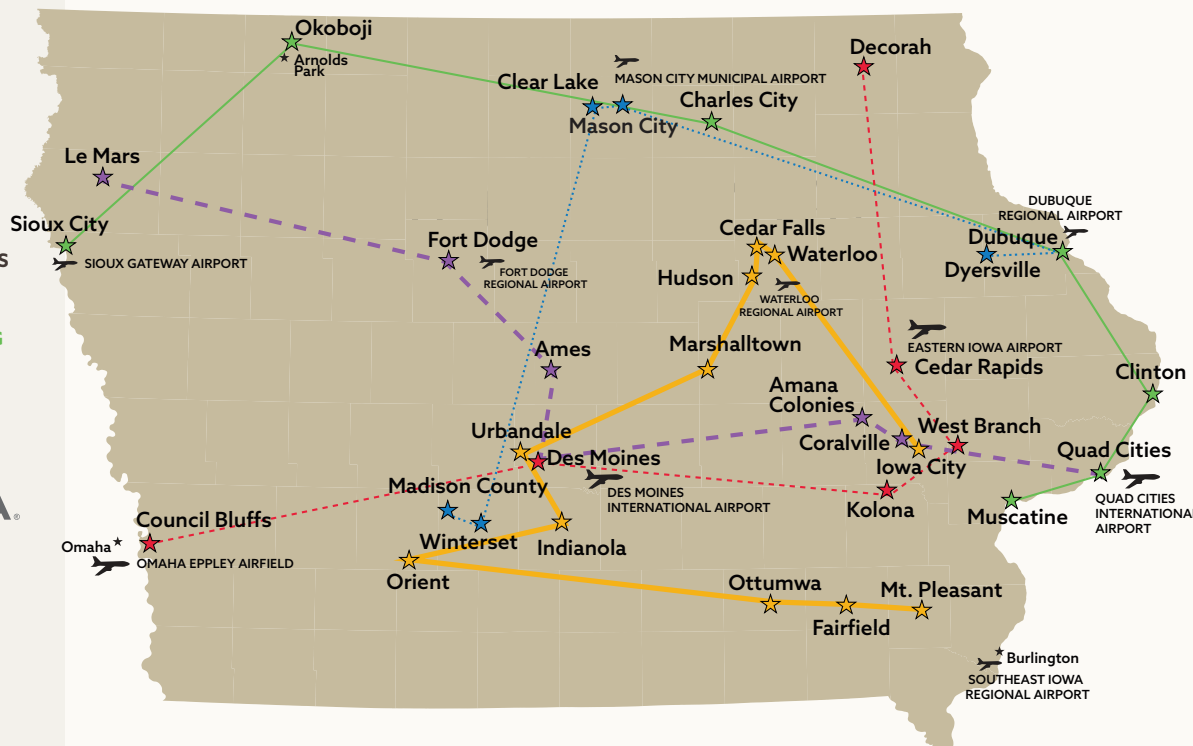 Okoboji
Arnolds
Park
Decorah
MASON CITY MUNICIPAL AIRPORT
Clear Lake
Charles City
Mason City
Le Mars
Sioux City
SIOUX GATEWAY AIRPORT
DUBUQUE
REGIONAL AIRPORT
Cedar Falls
Waterloo
Dubuque
Dyersville
Fort Dodge
FORT DODGE
REGIONAL AIRPORT
Hudson
WATERLOO
REGIONAL AIRPORT
Ames
Marshalltown
EASTERN IOWA AIRPORT
Cedar Rapids
Clinton
Amana
Colonies
Urbandale
Coralville
West Branch
Des Moines
Iowa City
Quad Cities
Madison County
DES MOINES
INTERNATIONAL AIRPORT
Kolona
QUAD CITIES
INTERNATIONAL
AIRPORT
Muscatine
Council Bluffs
Winterset
Indianola
Omaha
OMAHA EPPLEY AIRFIELD
Orient
Ottumwa
Mt. Pleasant
Fairfield
Burlington
SOUTHEAST IOWA
REGIONAL AIRPORT
S
A®